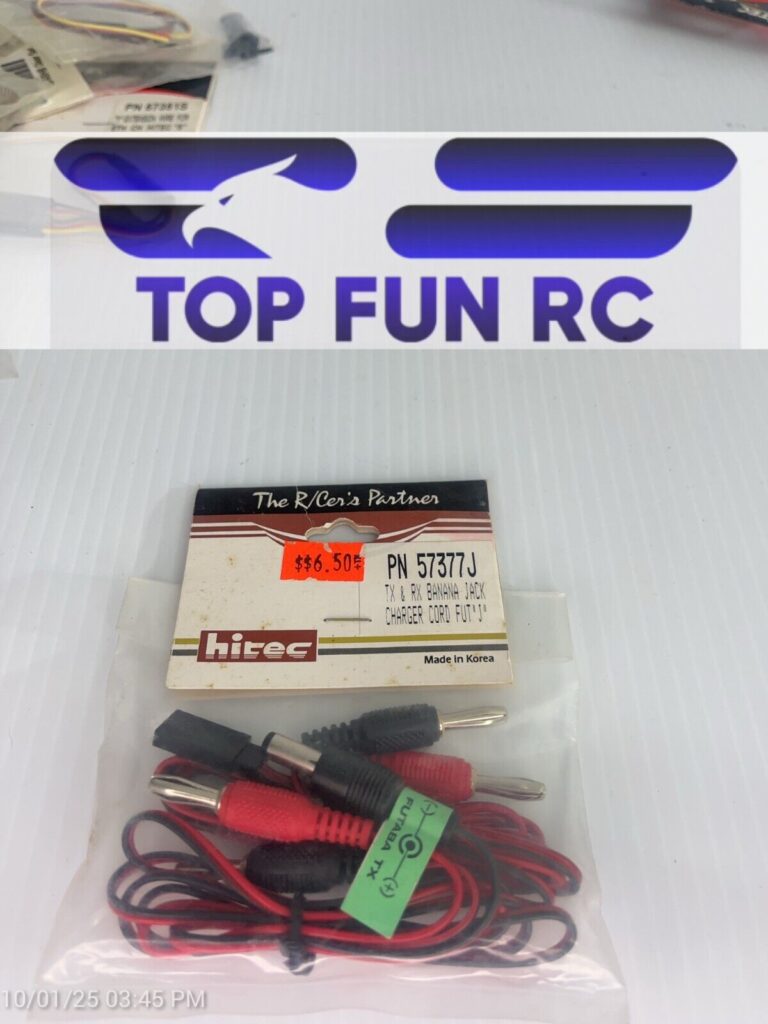 PN 57381S
TOP FUN RC
The R/Cer's Partner
$$6.50
PN 57377J
TX & RX BANANA JACK
CHARGER CORD FUT"J"
hitec
Made in Korea
(-)
FUTABA TX
(+)
10/01/25 03:45 PM